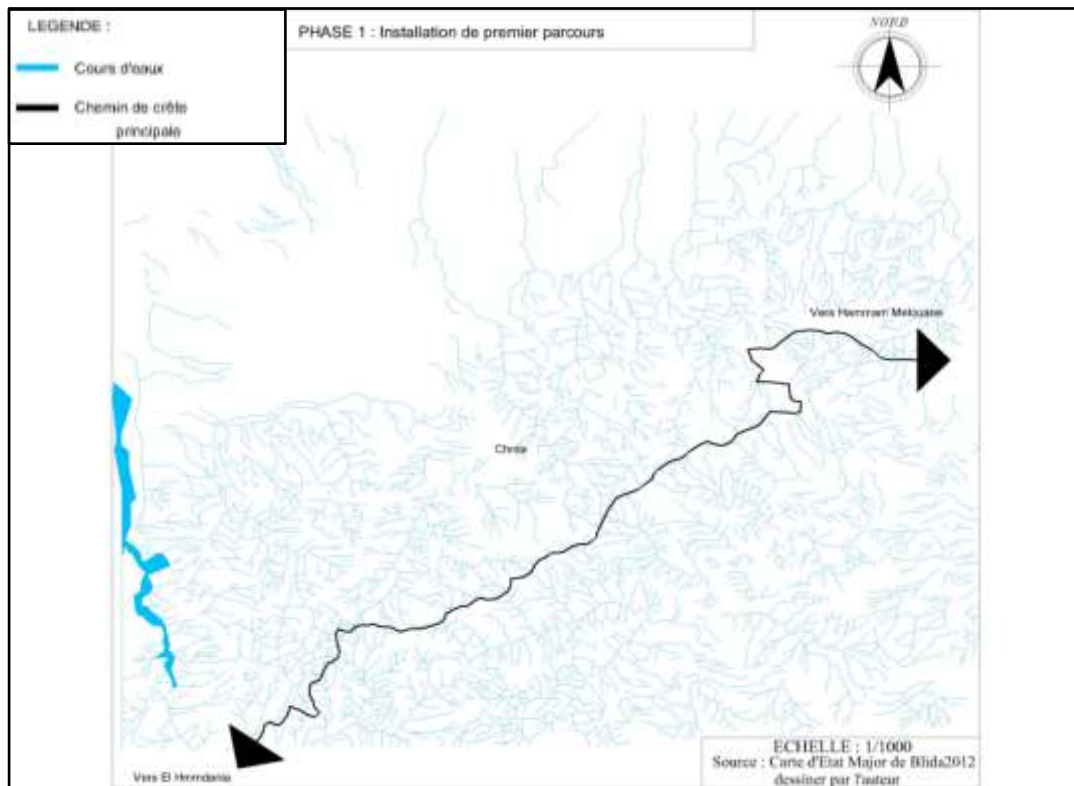 LEGENDE :
Cours d'eaux
Chemin de crête
principale
PHASE 1 : Installation de premier parcours
NORD
Vers Hammam Melouane
Chréa
Vers El Hmmdania
ECHELLE : 1/1000
Source : Carte d'Etat Major de Blida2012
dessiner par l'auteur